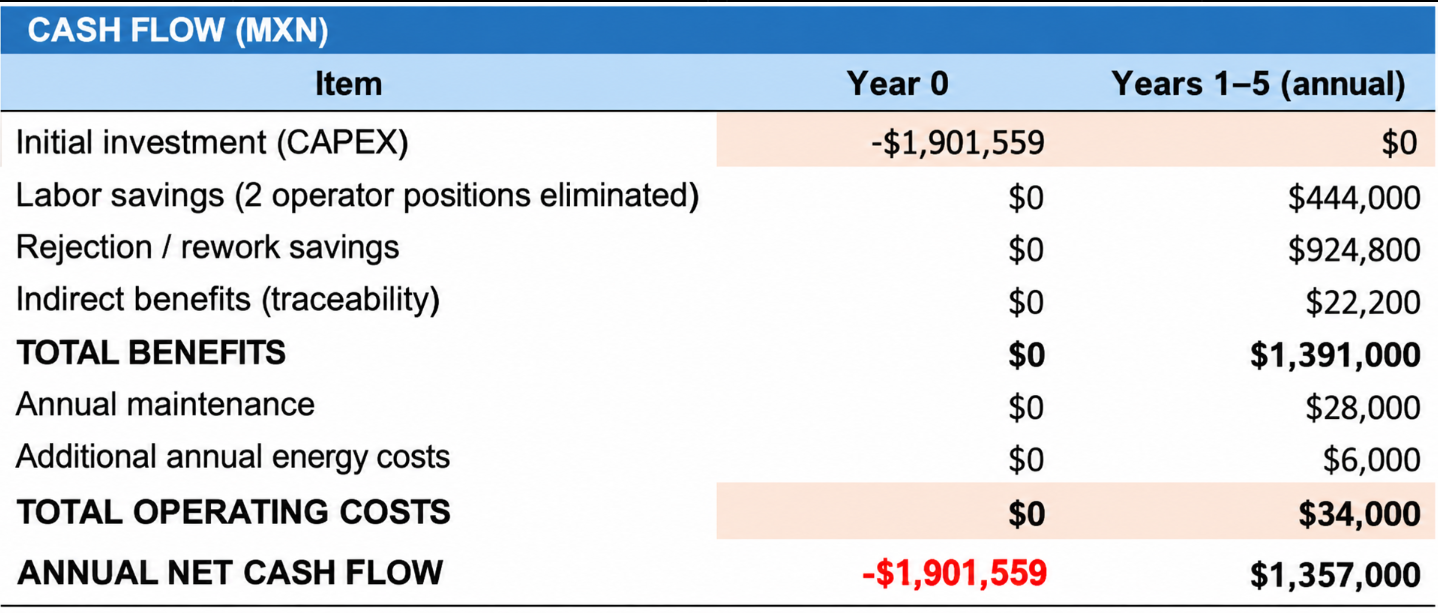 CASH FLOW (MXN)
Item Year 0 Years 1–5 (annual)
Initial investment (CAPEX) -$1,901,559 $0
Labor savings (2 operator positions eliminated) $0 $444,000
Rejection / rework savings $0 $924,800
Indirect benefits (traceability) $0 $22,200
TOTAL BENEFITS $0 $1,391,000
Annual maintenance $0 $28,000
Additional annual energy costs $0 $6,000
TOTAL OPERATING COSTS $0 $34,000
ANNUAL NET CASH FLOW -$1,901,559 $1,357,000